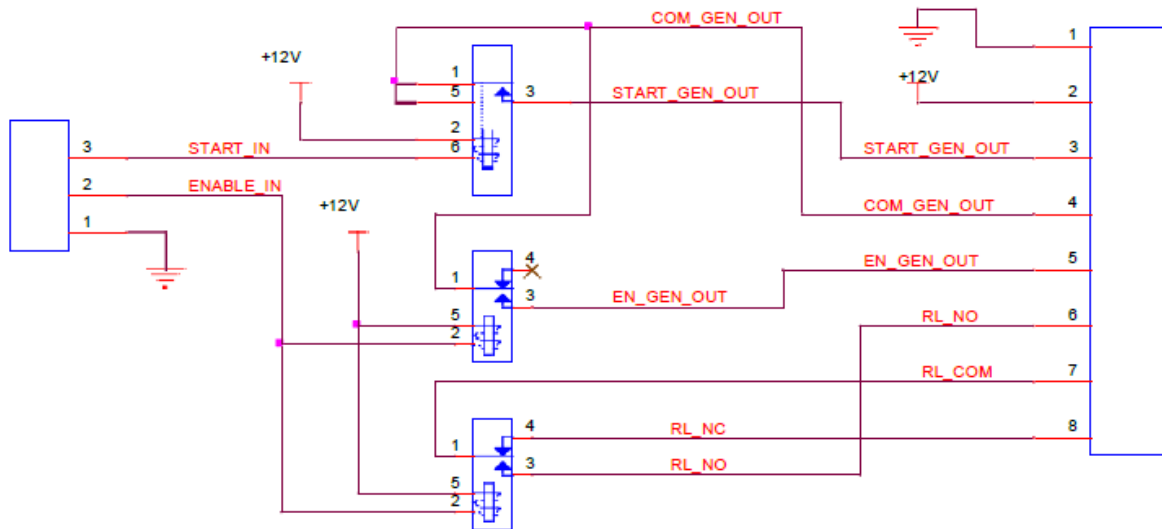 COM_GEN_OUT
1
+12V
1
+12V
5
3
START_GEN_OUT
2
2
3
START_IN
6
START_GEN_OUT
3
2
ENABLE_IN
+12V
COM_GEN_OUT
4
1
4
EN_GEN_OUT
5
1
3
EN_GEN_OUT
5
RL_NO
6
2
RL_COM
7
4
RL_NC
8
1
3
RL_NO
5
2